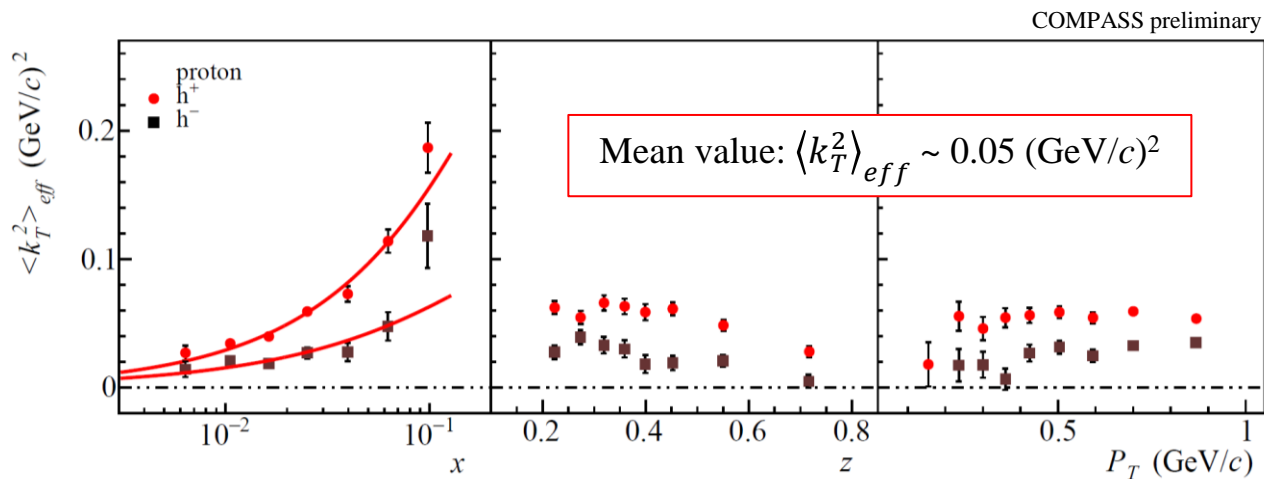 COMPASS preliminary
<k_T^2>_eff (GeV/c)^2
proton
h^+
h^−
Mean value: ⟨k_T^2⟩_eff ~ 0.05 (GeV/c)^2
0.2
0.1
0
10^−2 10^−1
x
0.2 0.4 0.6 0.8
z
0.5 1
P_T (GeV/c)